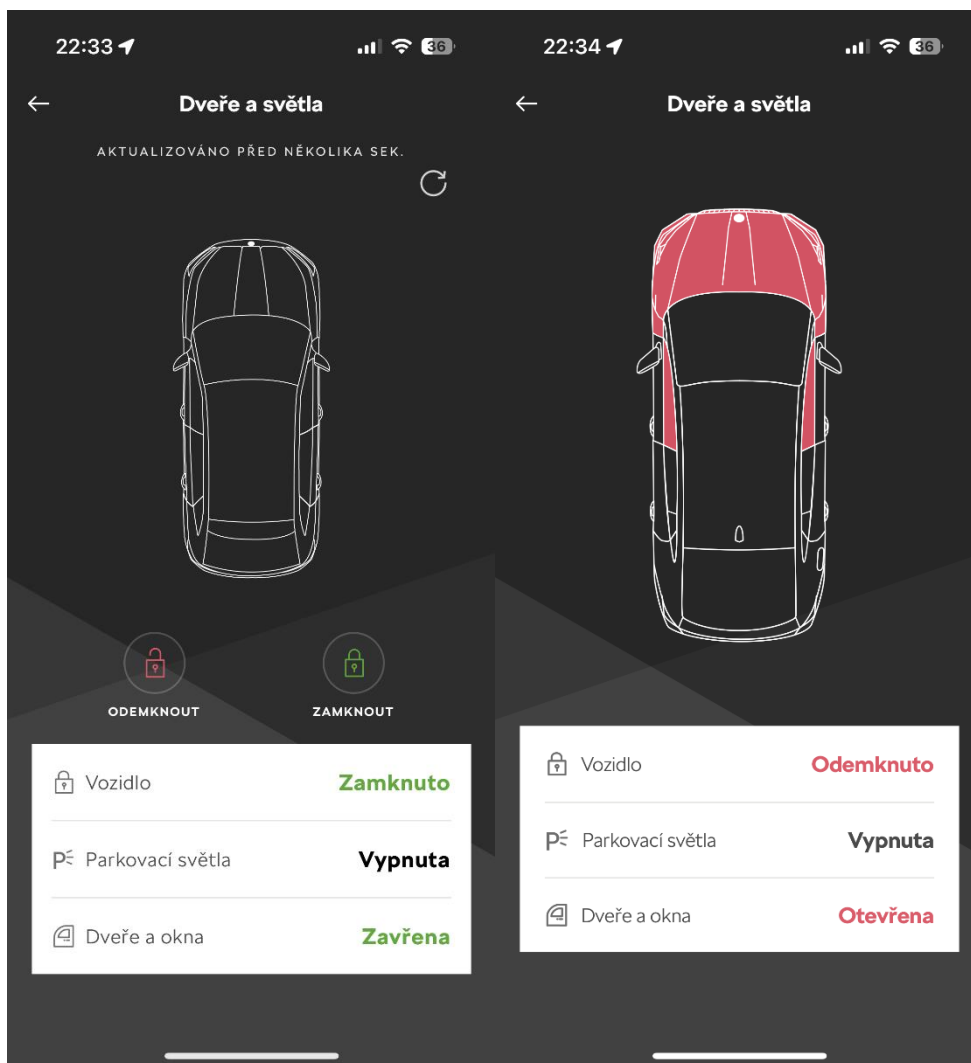 22:33
36
Dveře a světla
AKTUALIZOVÁNO PŘED NĚKOLIKA SEK.
ODEMKNOUT
ZAMKNOUT
Vozidlo Zamknuto
Parkovací světla Vypnuta
Dveře a okna Zavřena
22:34
36
Dveře a světla
Vozidlo Odemknuto
P Parkovací světla Vypnuta
Dveře a okna Otevřena